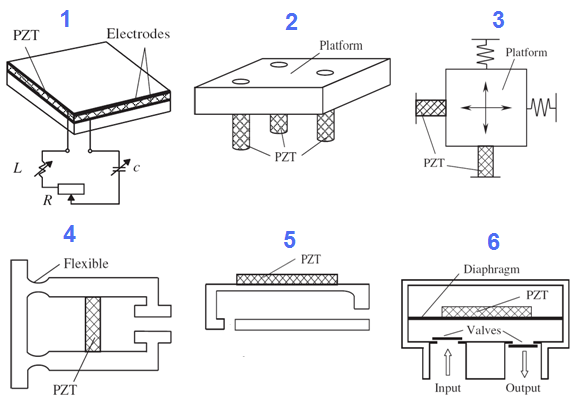 1
PZT
Electrodes
L
c
R
2
Platform
PZT
3
Platform
PZT
4
Flexible
PZT
5
PZT
6
Diaphragm
PZT
Valves
Input
Output